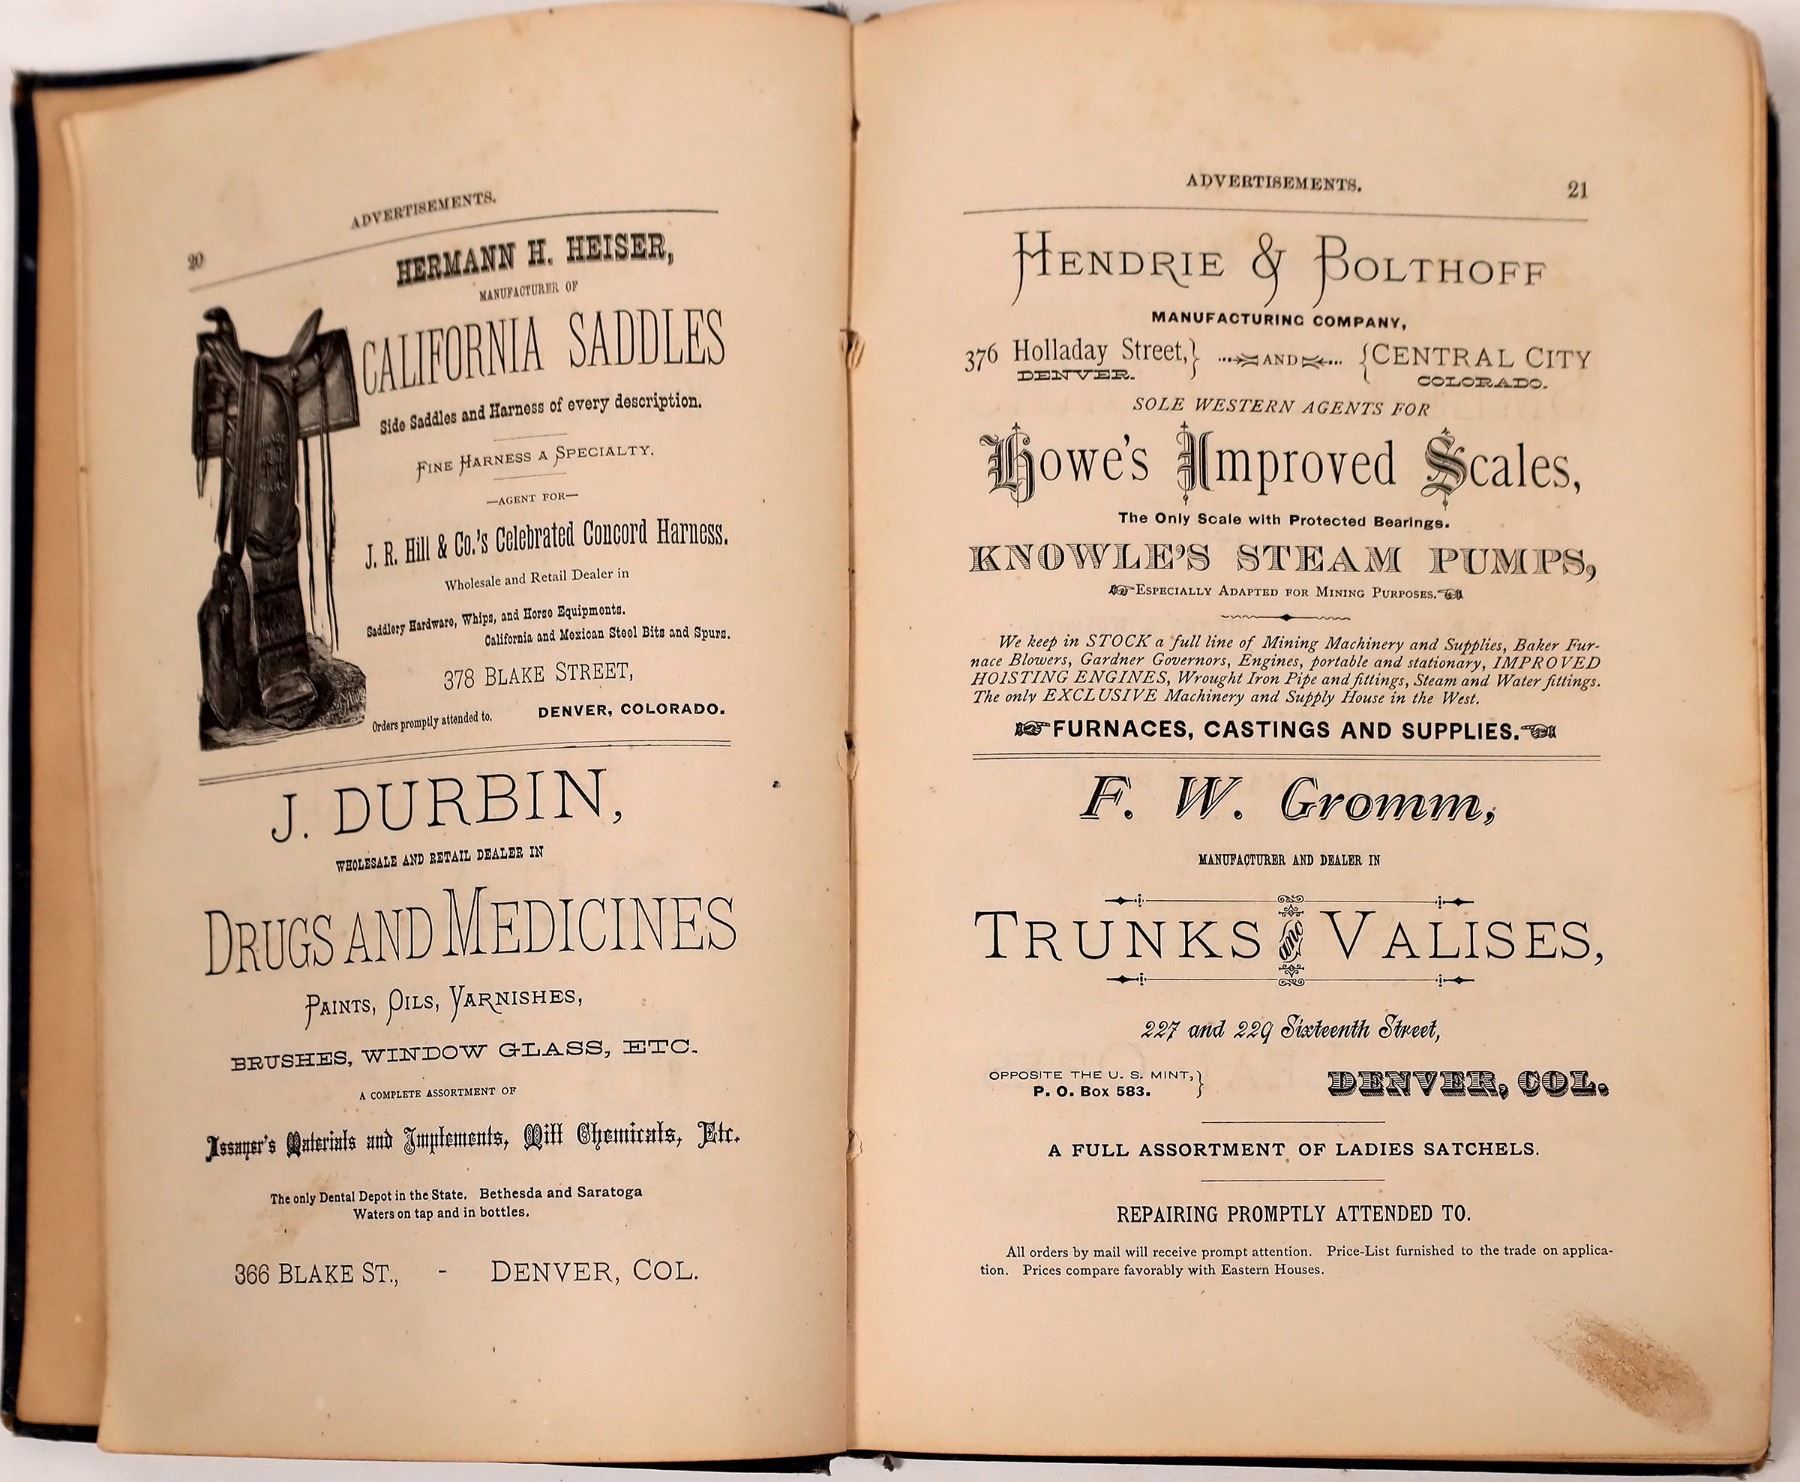 ADVERTISEMENTS.
20
HERMANN H. HEISER,
MANUFACTURER OF
CALIFORNIA SADDLES
Side Saddles and Harness of every description.
FINE HARNESS A SPECIALTY.
—AGENT FOR—
J. R. Hill & Co.'s Celebrated Concord Harness.
Wholesale and Retail Dealer in
Saddlery Hardware, Whips, and Horse Equipments.
California and Mexican Steel Bits and Spurs.
378 BLAKE STREET,
Orders promptly attended to.
DENVER, COLORADO.
TRADE
MARK
J. DURBIN,
WHOLESALE AND RETAIL DEALER IN
DRUGS AND MEDICINES
PAINTS, OILS, VARNISHES,
BRUSHES, WINDOW GLASS, ETC.
A COMPLETE ASSORTMENT OF
Assayer's Materials and Implements, Mill Chemicals, Etc.
The only Dental Depot in the State. Bethesda and Saratoga
Waters on tap and in bottles.
366 BLAKE ST., - DENVER, COL.
ADVERTISEMENTS. 21
HENDRIE & BOLTHOFF
MANUFACTURING COMPANY,
376 Holladay Street,} AND {CENTRAL CITY
DENVER. COLORADO.
SOLE WESTERN AGENTS FOR
Howe's Improved Scales,
The Only Scale with Protected Bearings.
KNOWLE'S STEAM PUMPS,
ESPECIALLY ADAPTED FOR MINING PURPOSES.
We keep in STOCK a full line of Mining Machinery and Supplies, Baker Fur-
nace Blowers, Gardner Governors, Engines, portable and stationary, IMPROVED
HOISTING ENGINES, Wrought Iron Pipe and fittings, Steam and Water fittings.
The only EXCLUSIVE Machinery and Supply House in the West.
FURNACES, CASTINGS AND SUPPLIES.
F. W. Gromm,
MANUFACTURER AND DEALER IN
TRUNKS and VALISES,
227 and 229 Sixteenth Street,
OPPOSITE THE U. S. MINT,}
P. O. Box 583.
DENVER, COL.
A FULL ASSORTMENT OF LADIES SATCHELS.
REPAIRING PROMPTLY ATTENDED TO.
All orders by mail will receive prompt attention. Price-List furnished to the trade on applica-
tion. Prices compare favorably with Eastern Houses.